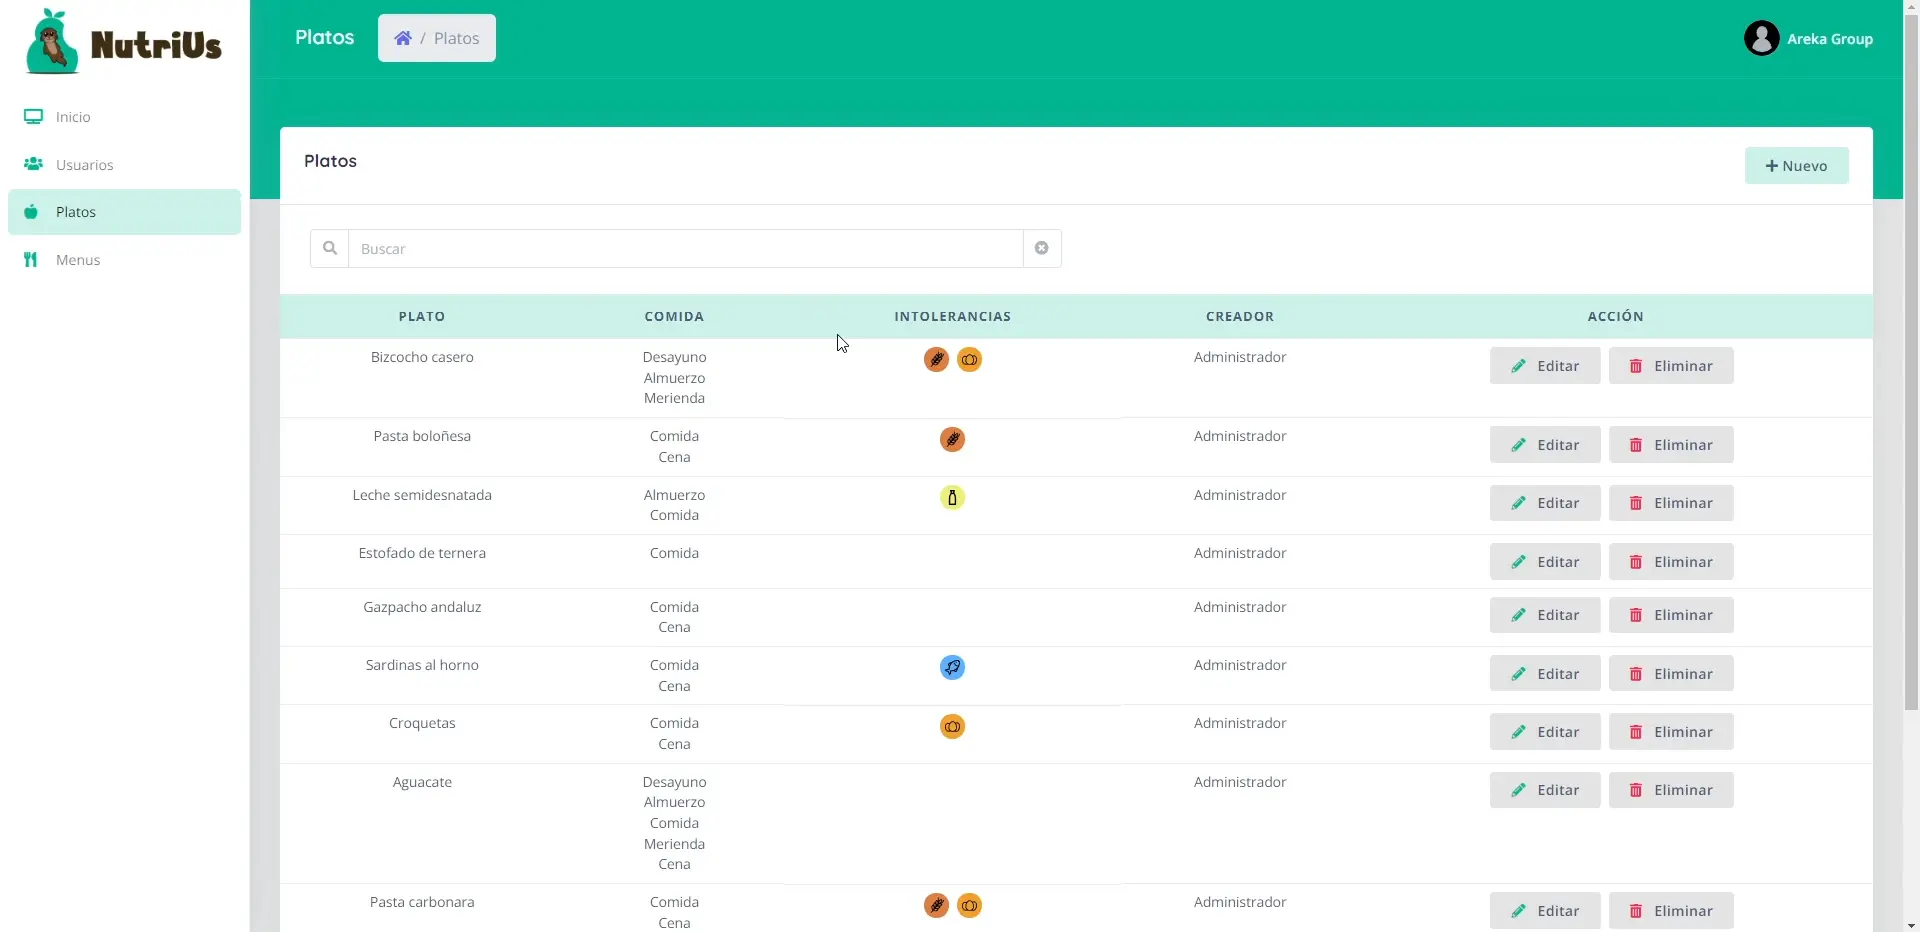 NutriUs
Platos
/ Platos
Areka Group
Inicio
Usuarios
Platos
Menus
Platos
Nuevo
Buscar
PLATO COMIDA INTOLERANCIAS CREADOR ACCIÓN
Bizcocho casero Desayuno Administrador Editar Eliminar
Almuerzo
Merienda
Pasta boloñesa Comida Administrador Editar Eliminar
Cena
Leche semidesnatada Almuerzo Administrador Editar Eliminar
Comida
Estofado de ternera Comida Administrador Editar Eliminar
Gazpacho andaluz Comida Administrador Editar Eliminar
Cena
Sardinas al horno Comida Administrador Editar Eliminar
Cena
Croquetas Comida Administrador Editar Eliminar
Cena
Aguacate Desayuno Administrador Editar Eliminar
Almuerzo
Comida
Merienda
Cena
Pasta carbonara Comida Administrador Editar Eliminar
Cena